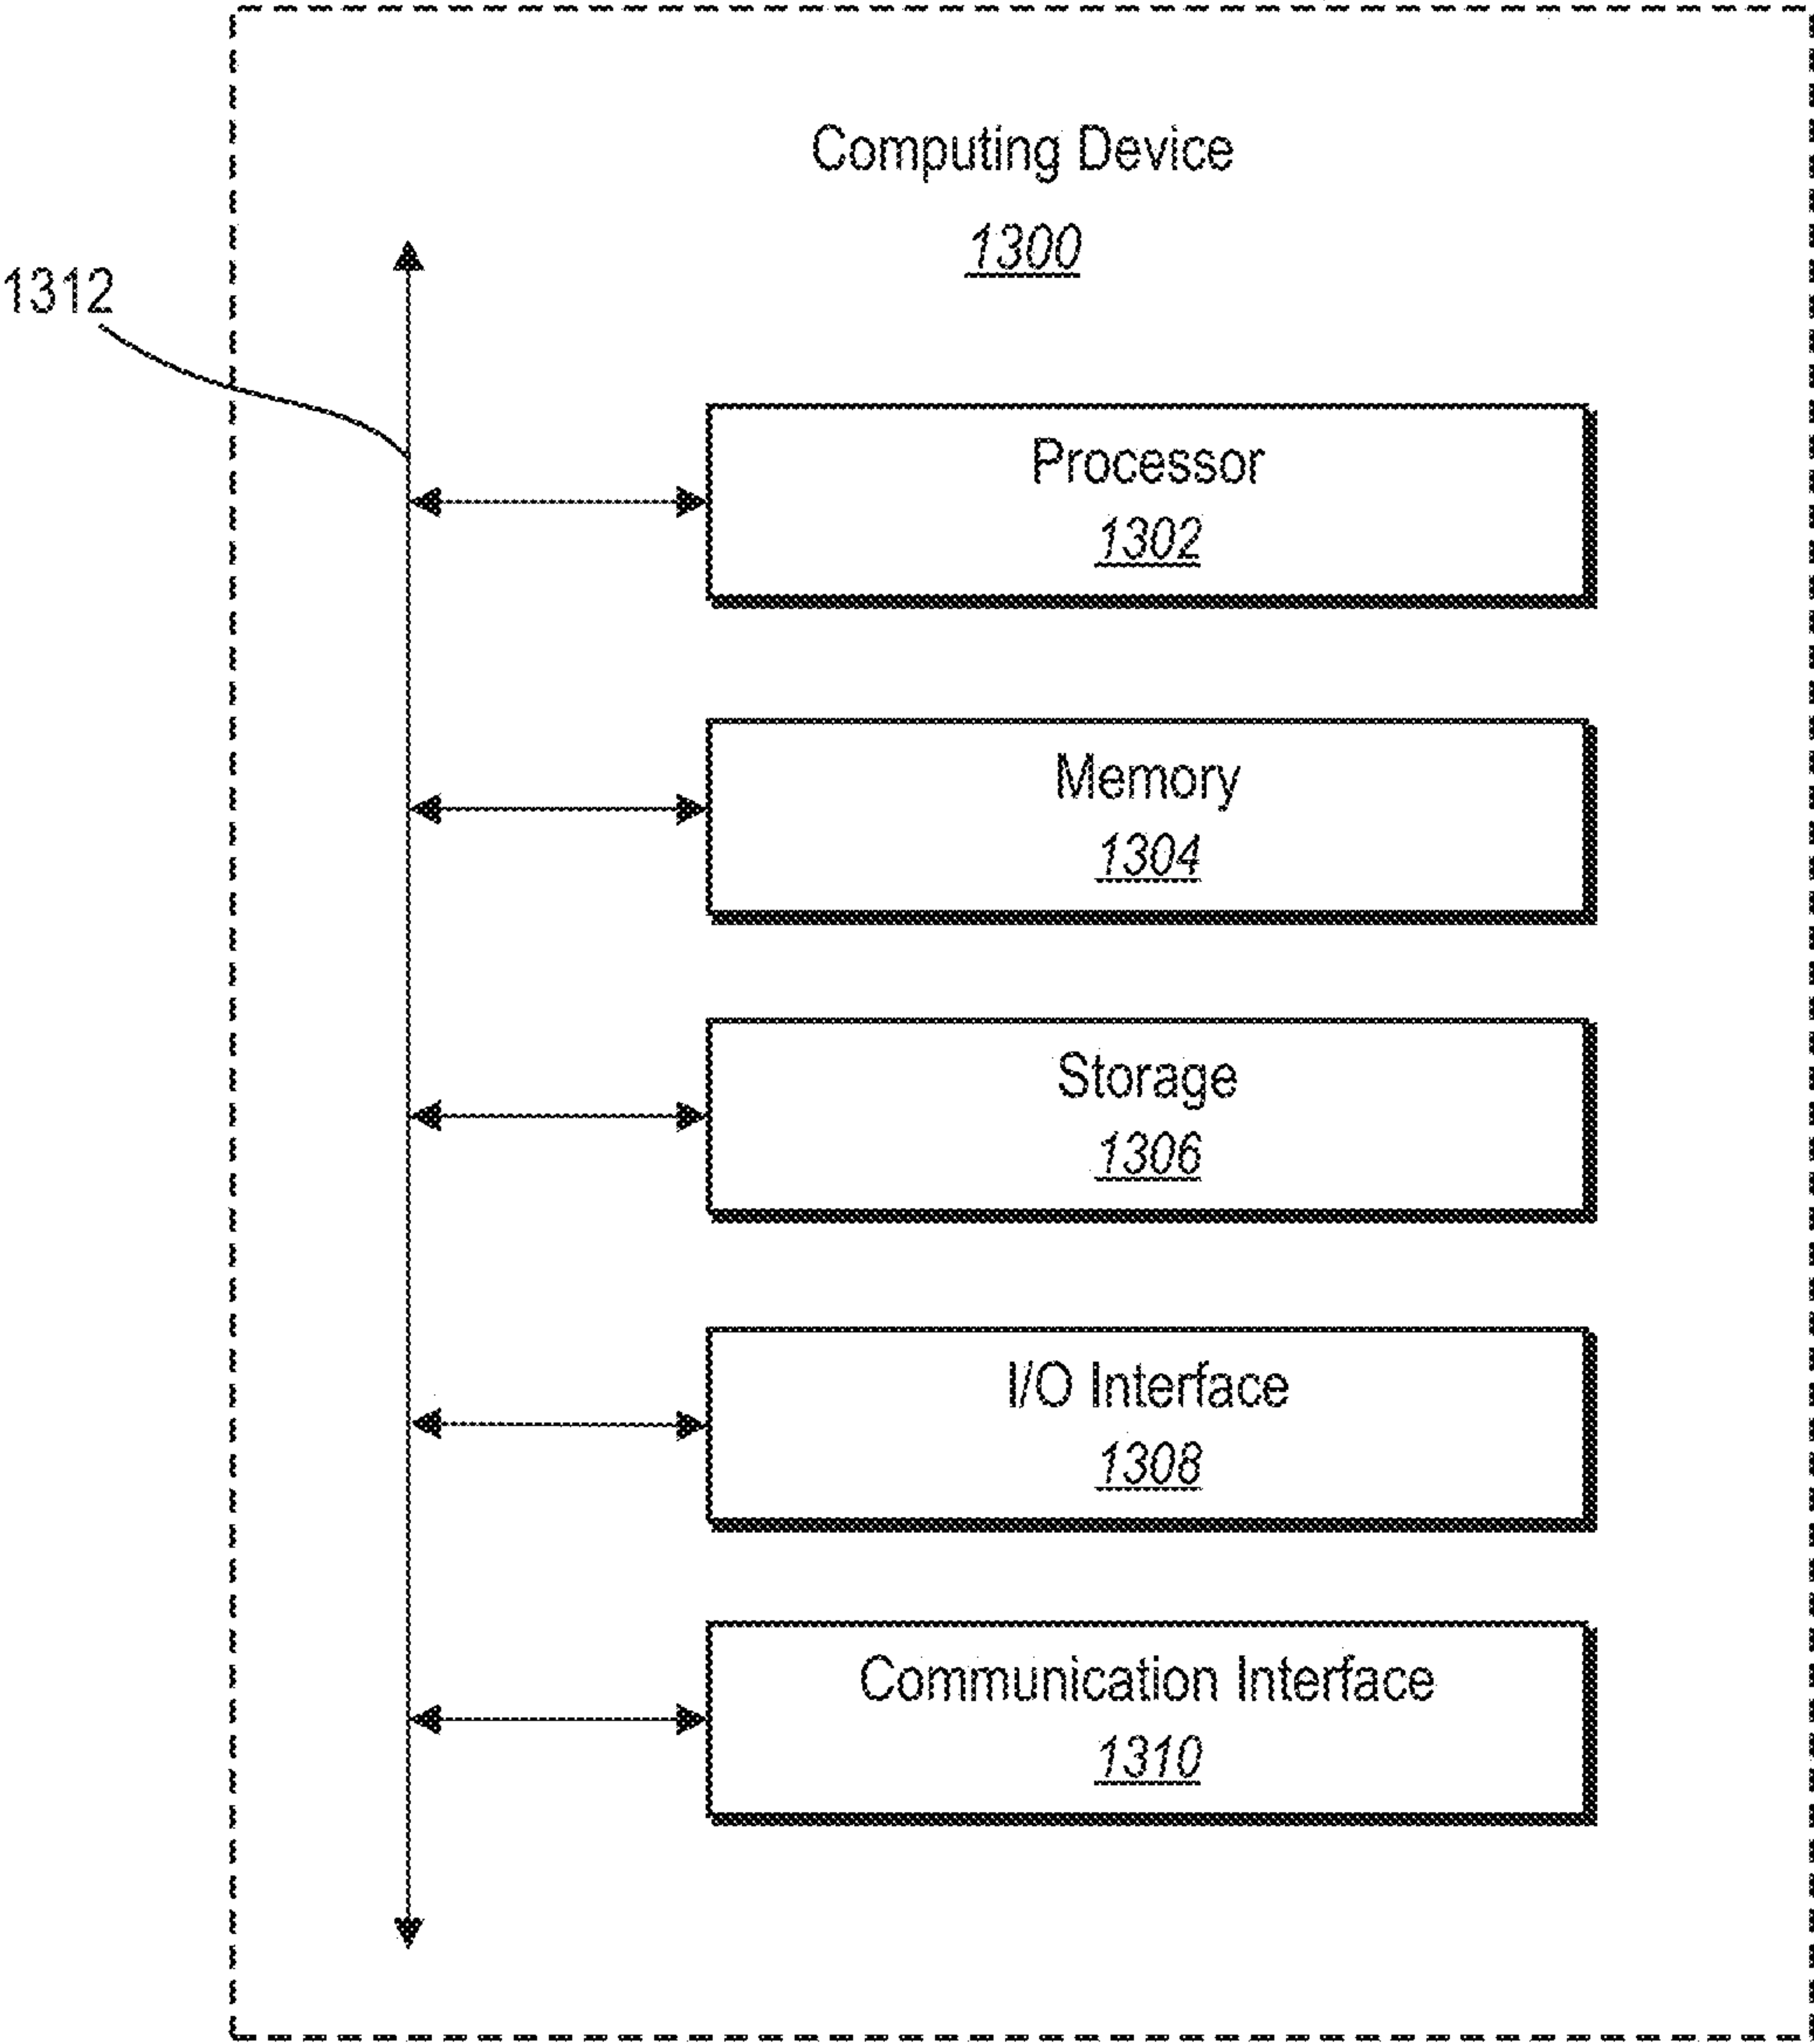 Computing Device
1300
1312
Processor
1302
Memory
1304
Storage
1306
I/O Interface
1308
Communication Interface
1310